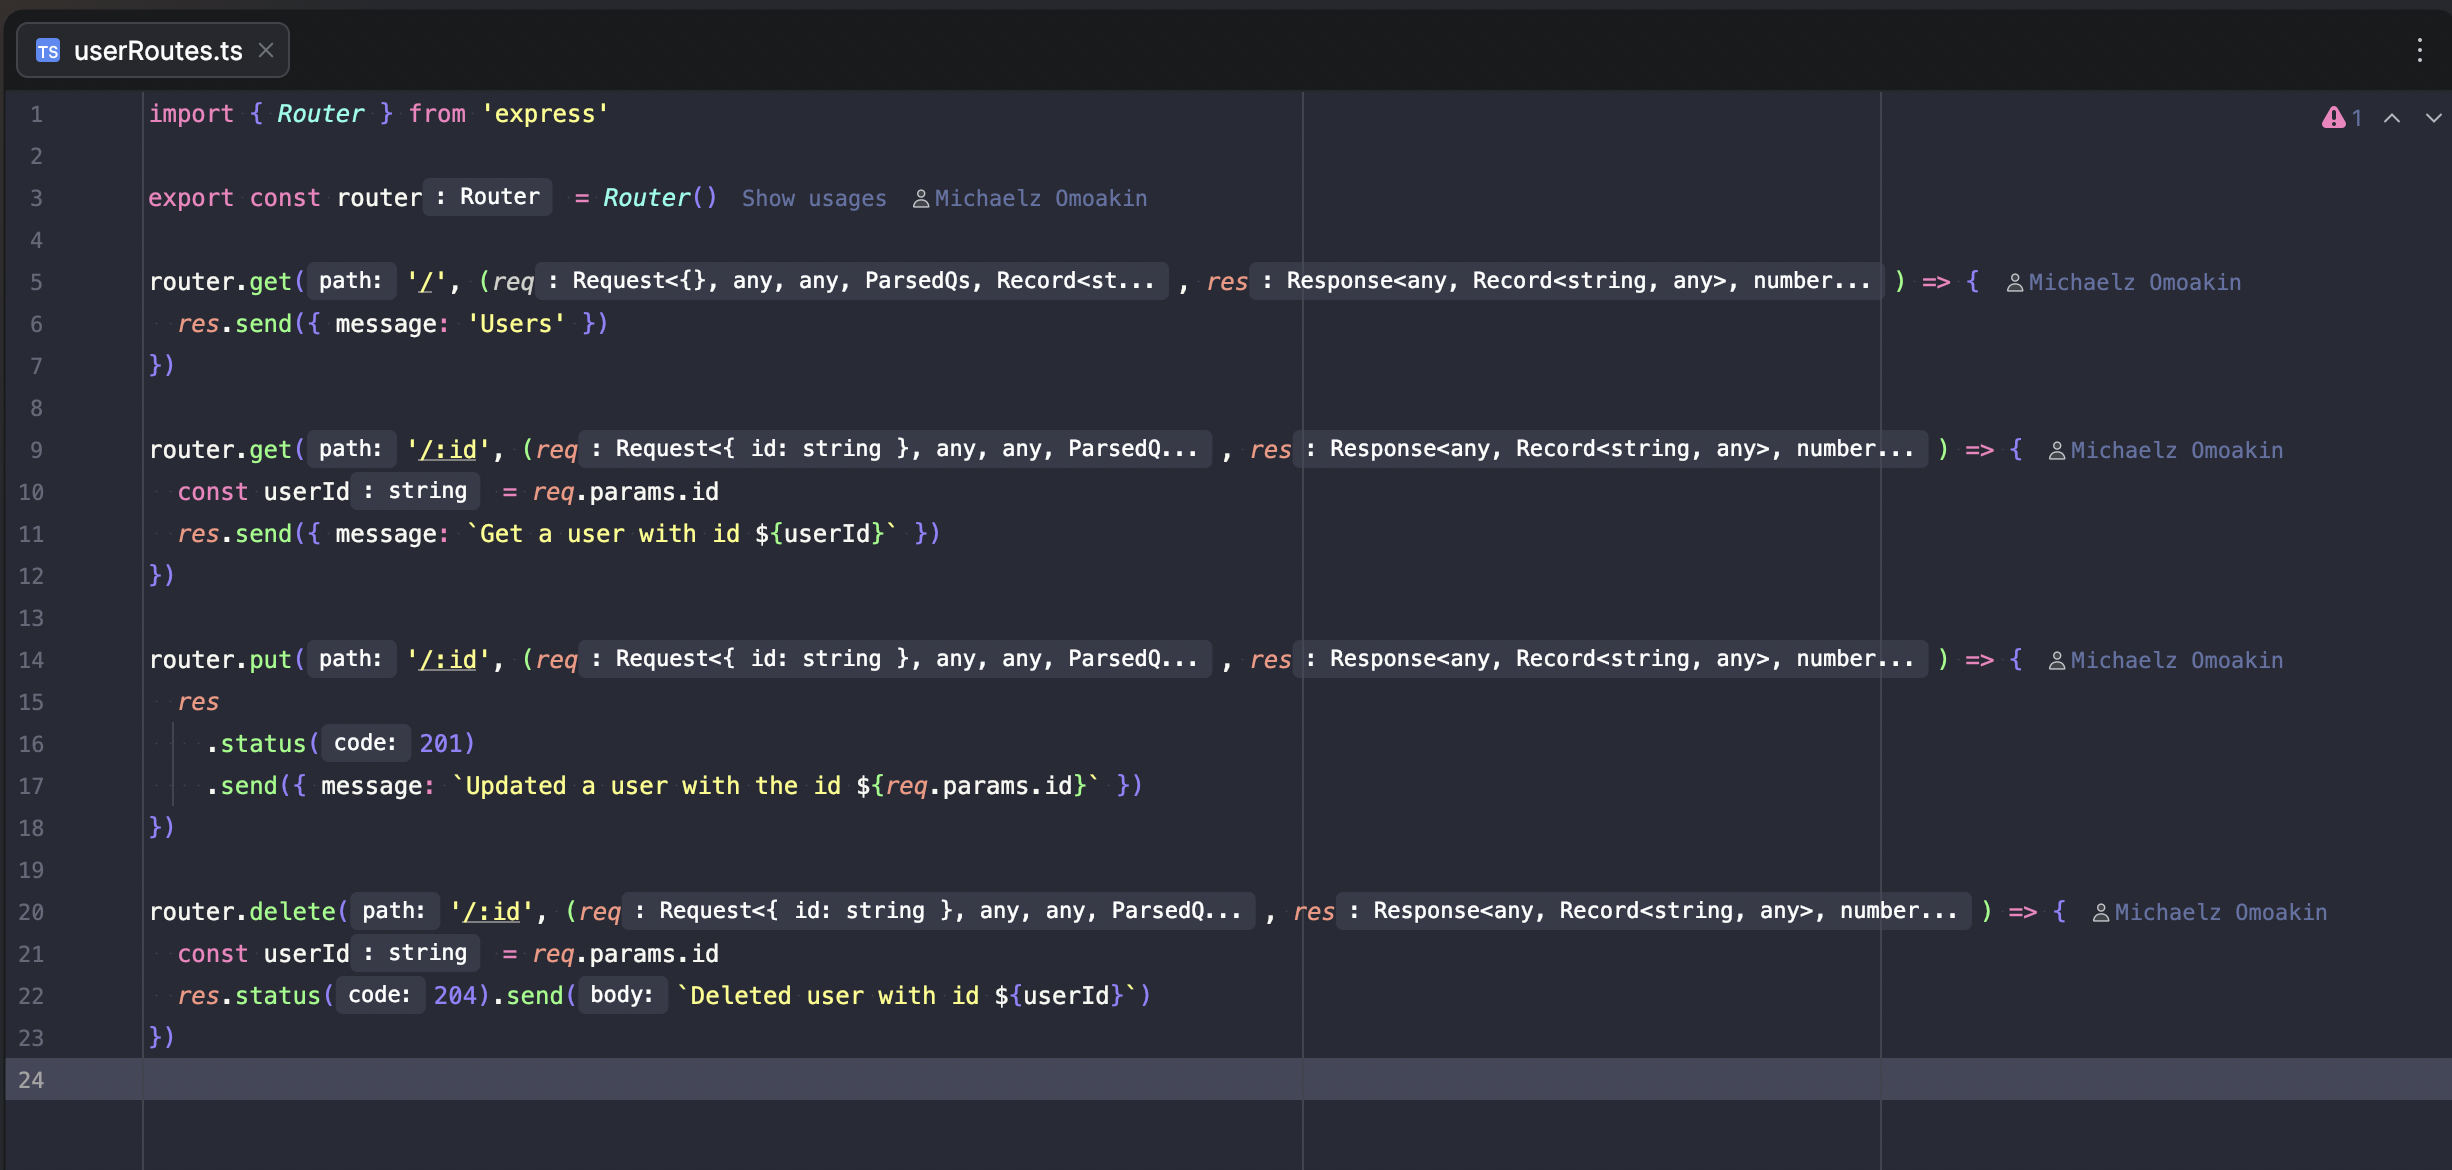 TS userRoutes.ts
1 import { Router } from 'express'
1
2
3 export const router : Router = Router() Show usages Michaelz Omoakin
4
5 router.get( path: '/', (req : Request<{}, any, any, ParsedQs, Record<st... , res : Response<any, Record<string, any>, number... ) => { Michaelz Omoakin
6 res.send({ message: 'Users' })
7 })
8
9 router.get( path: '/:id', (req : Request<{ id: string }, any, any, ParsedQ... , res : Response<any, Record<string, any>, number... ) => { Michaelz Omoakin
10 const userId : string = req.params.id
11 res.send({ message: `Get a user with id ${userId}` })
12 })
13
14 router.put( path: '/:id', (req : Request<{ id: string }, any, any, ParsedQ... , res : Response<any, Record<string, any>, number... ) => { Michaelz Omoakin
15 res
16 .status( code: 201)
17 .send({ message: `Updated a user with the id ${req.params.id}` })
18 })
19
20 router.delete( path: '/:id', (req : Request<{ id: string }, any, any, ParsedQ... , res : Response<any, Record<string, any>, number... ) => { Michaelz Omoakin
21 const userId : string = req.params.id
22 res.status( code: 204).send( body: `Deleted user with id ${userId}`)
23 })
24